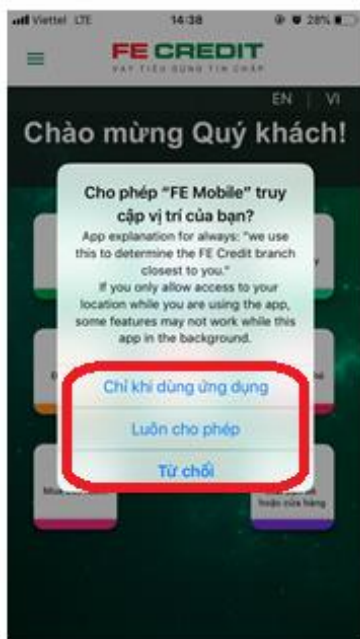 Viettel LTE 14:38 28%
FE CREDIT
VAY TIÊU DÙNG TÍN CHẤP
EN | VI
Chào mừng Quý khách!
Cho phép "FE Mobile" truy
cập vị trí của bạn?
App explanation for always: "we use
this to determine the FE Credit branch
closest to you."
If you only allow access to your
location while you are using the app,
some features may not work while this
app in the background.
Chỉ khi dùng ứng dụng
Luôn cho phép
Từ chối
hoặc cửa hàng